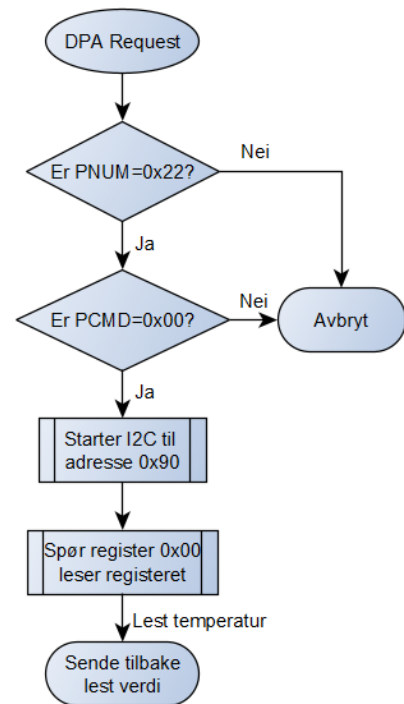 DPA Request
Er PNUM=0x22?
Nei
Ja
Er PCMD=0x00?
Nei
Avbryt
Ja
Starter I2C til
adresse 0x90
Spør register 0x00
leser registeret
Lest temperatur
Sende tilbake
lest verdi